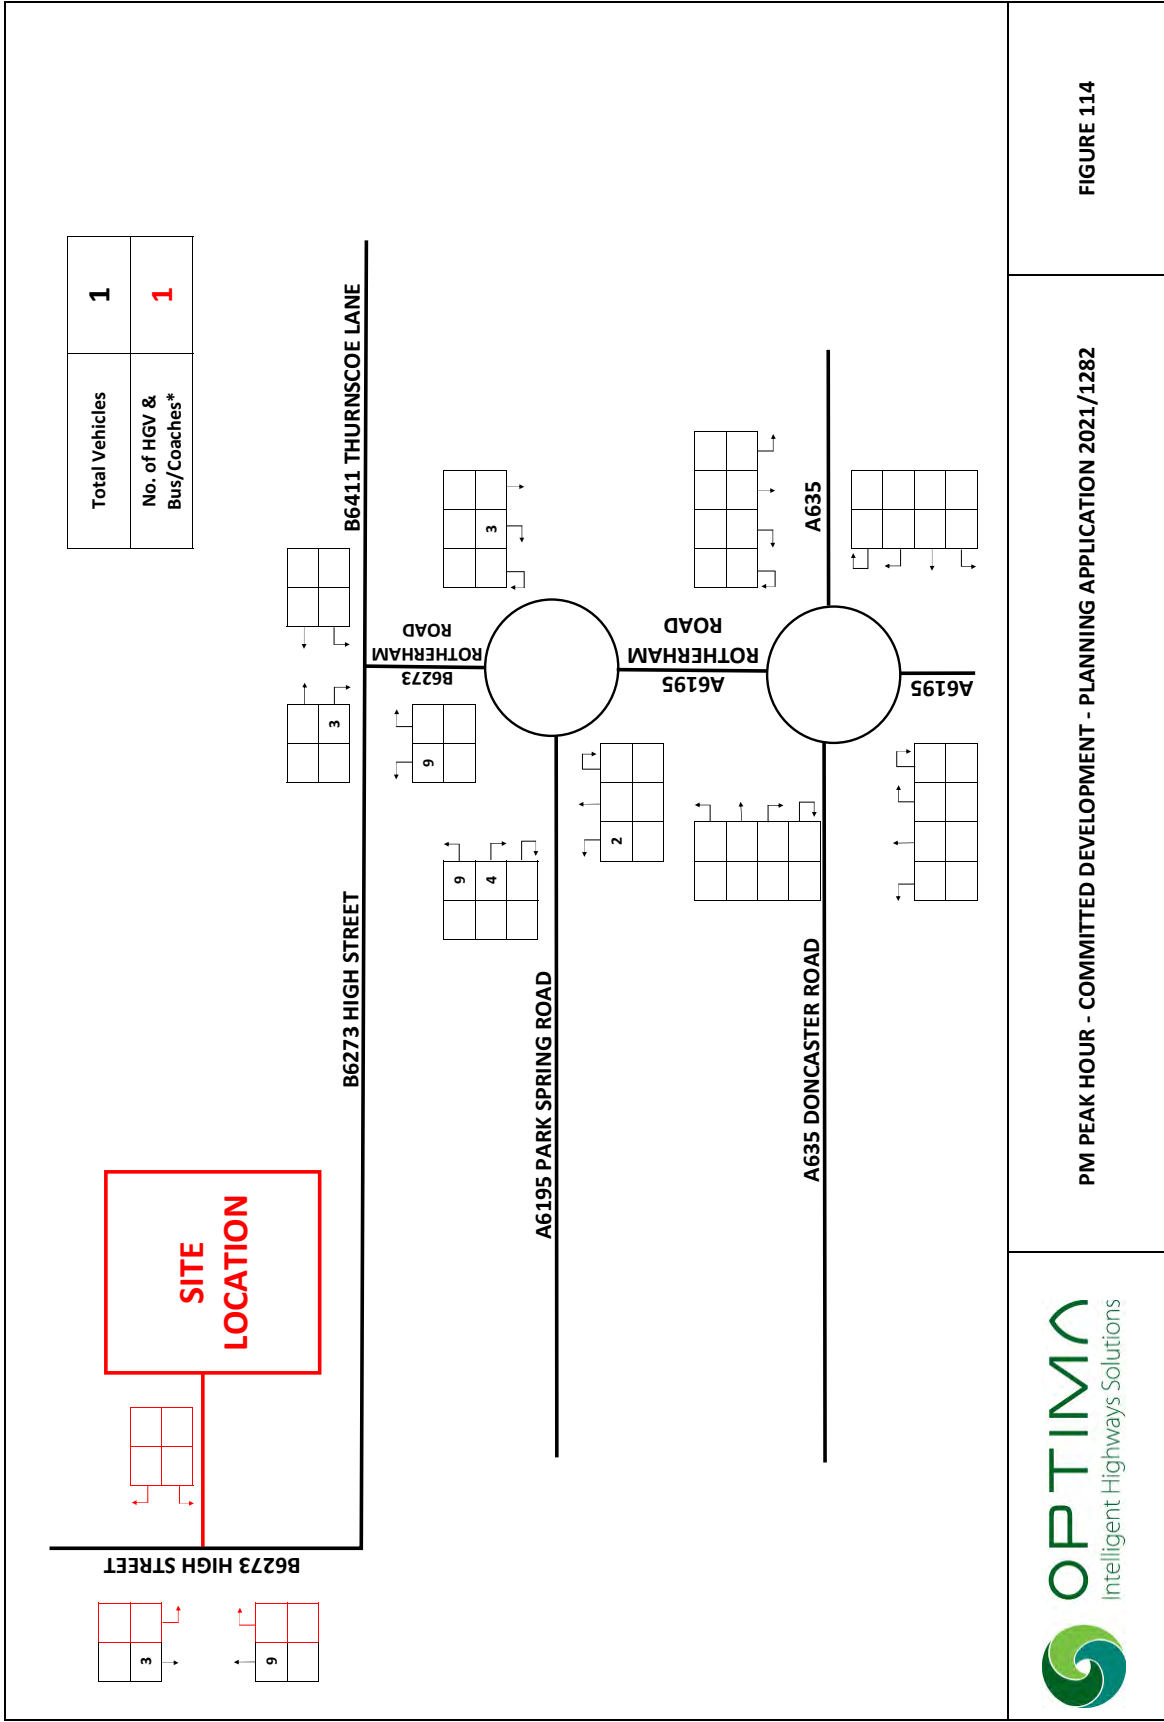 Total Vehicles
1
No. of HGV &
Bus/Coaches*
1
SITE
LOCATION
B6273 HIGH STREET
3
9
B6273 HIGH STREET
B6411 THURNSCOE LANE
3
B6273
ROTHERHAM
ROAD
9
3
9
4
A6195 PARK SPRING ROAD
2
A6195
ROTHERHAM
ROAD
A635
A635 DONCASTER ROAD
A6195
OPTIMA
Intelligent Highways Solutions
PM PEAK HOUR - COMMITTED DEVELOPMENT - PLANNING APPLICATION 2021/1282
FIGURE 114